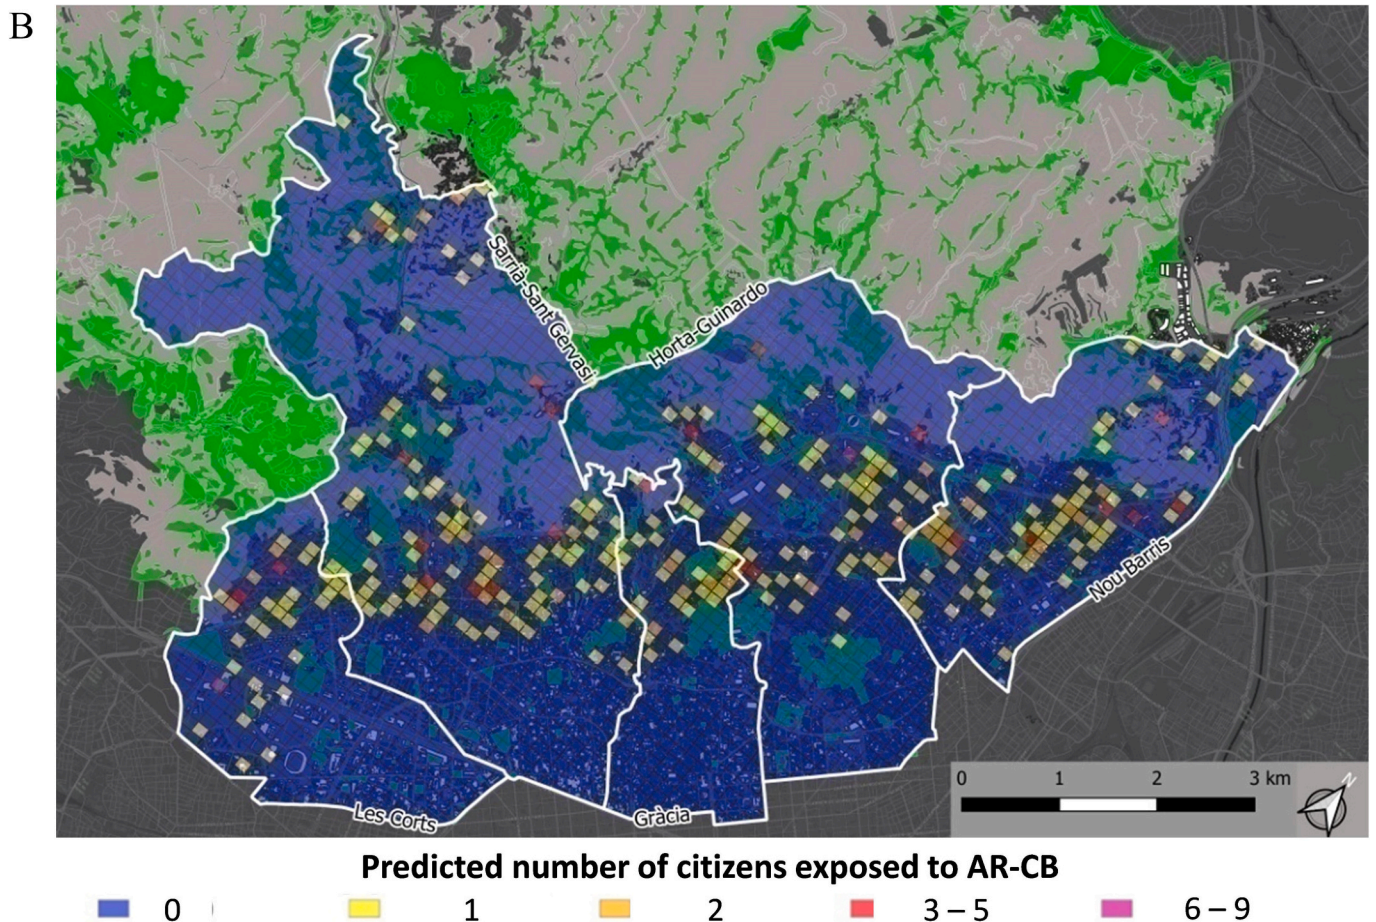 B
Sarrià-Sant Gervasi
Horta-Guinardo
Nou Barris
Les Corts
Gràcia
0 1 2 3 km
N
Predicted number of citizens exposed to AR-CB
0 1 2 3 – 5 6 – 9